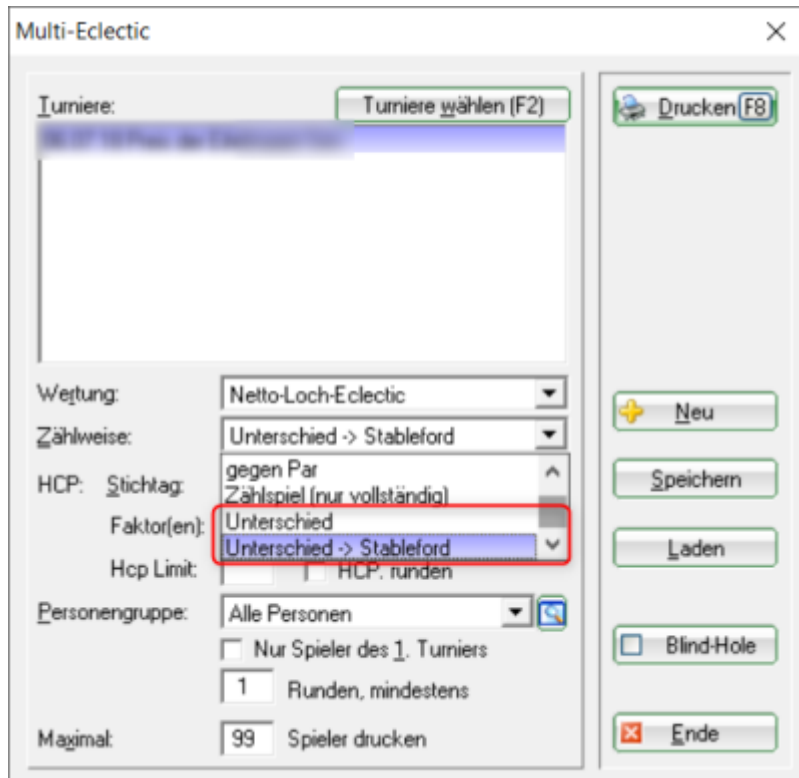 Multi-Eclectic
Turniere:
Turniere wählen (F2)
Drucken F8
Wertung:
Netto-Loch-Eclectic
Neu
Zählweise:
Unterschied -> Stableford
HCP: Stichtag:
gegen Par
Zählspiel (nur vollständig)
Speichern
Faktor(en):
Unterschied
Unterschied -> Stableford
Laden
Hcp Limit:
HCP. runden
Personengruppe:
Alle Personen
Nur Spieler des 1. Turniers
Blind-Hole
1 Runden, mindestens
Maximal:
99 Spieler drucken
Ende